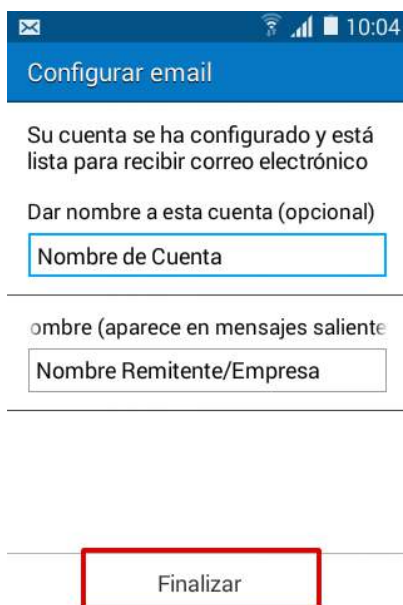 10:04
Configurar email
Su cuenta se ha configurado y está
lista para recibir correo electrónico
Dar nombre a esta cuenta (opcional)
Nombre de Cuenta
ombre (aparece en mensajes saliente
Nombre Remitente/Empresa
Finalizar